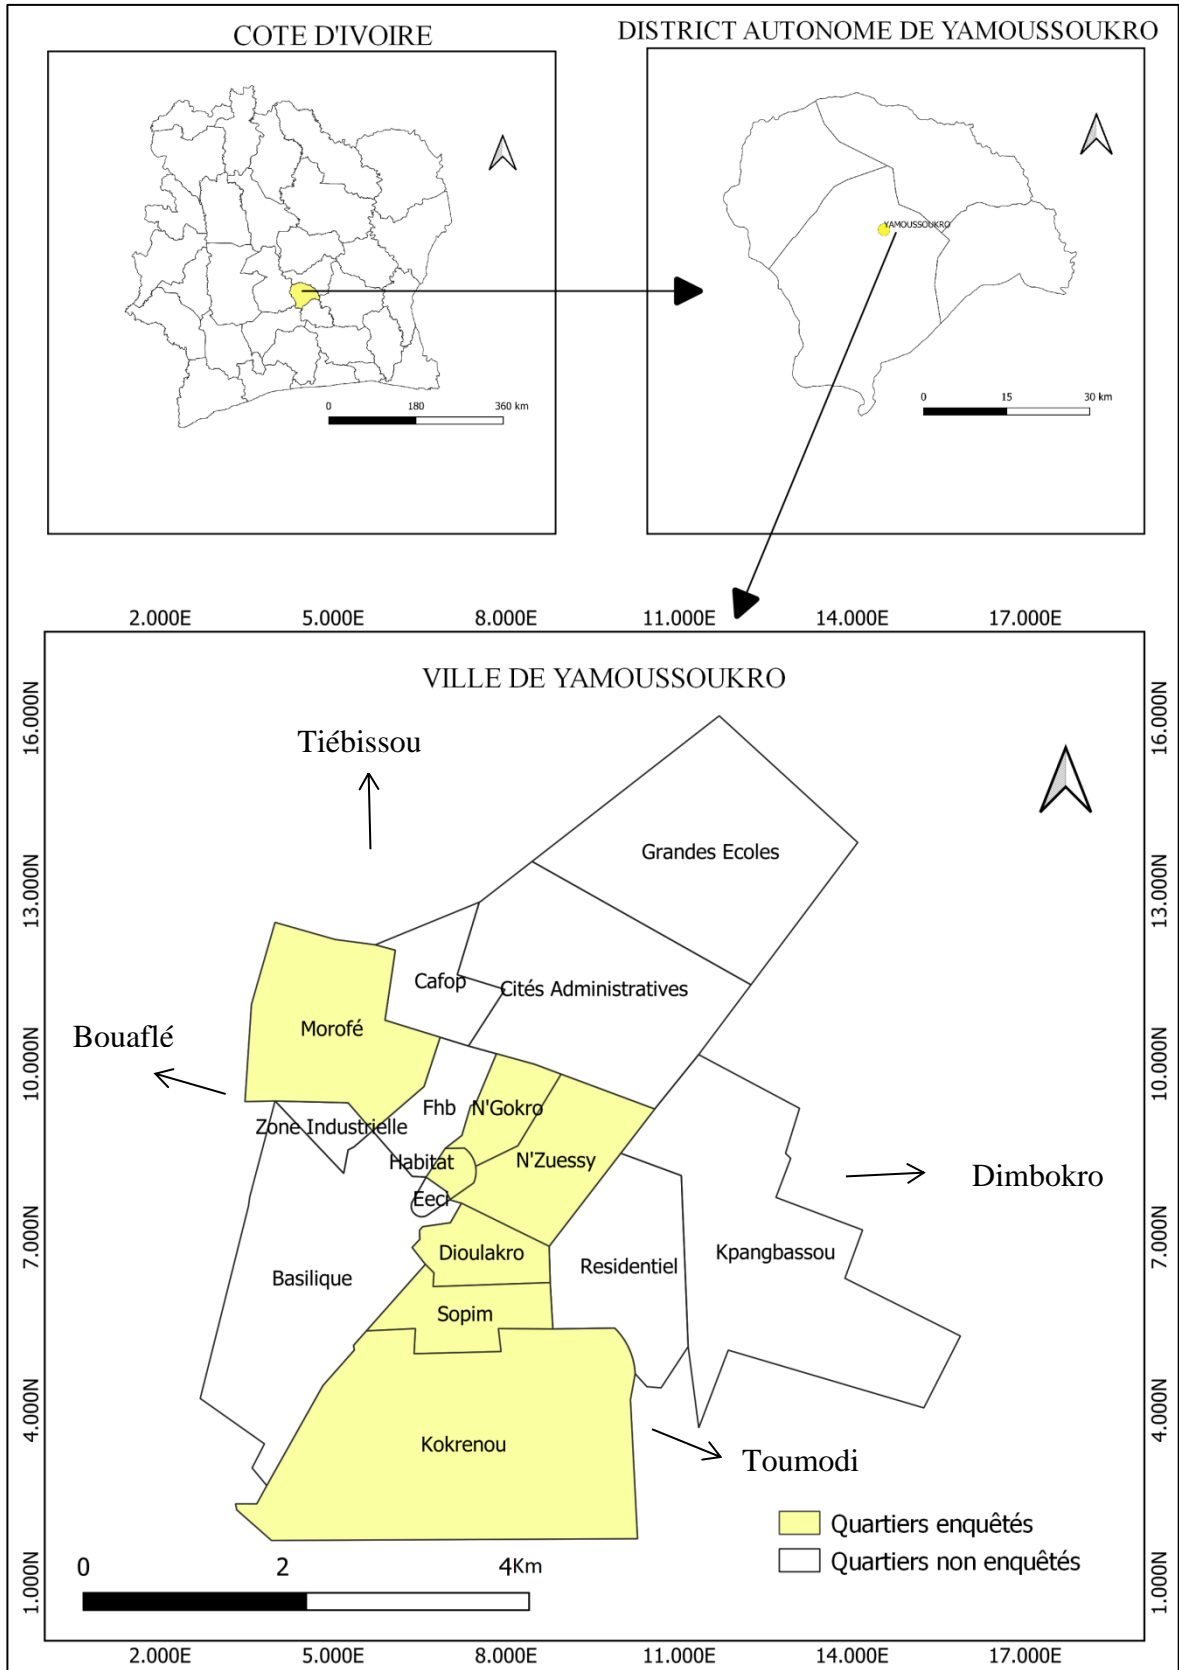 COTE D'IVOIRE
DISTRICT AUTONOME DE YAMOUSSOUKRO
YAMOUSSOUKRO
0 180 360 km
0 15 30 km
2.000E 5.000E 8.000E 11.000E 14.000E 17.000E
VILLE DE YAMOUSSOUKRO
16.000N
16.000N
Tiébissou
Grandes Ecoles
13.000N
13.000N
Cafop
Cités Administratives
Morofé
Bouaflé
10.000N
10.000N
Fhb
N'Gokro
Zone Industrielle
Habitat
N'Zuessy
Dimbokro
Eeci
7.000N
7.000N
Dioulakro
Kpangbassou
Residentiel
Basilique
Sopim
4.000N
4.000N
Kokrenou
Toumodi
Quartiers enquêtés
Quartiers non enquêtés
0 2 4Km
1.000N
1.000N
2.000E 5.000E 8.000E 11.000E 14.000E 17.000E